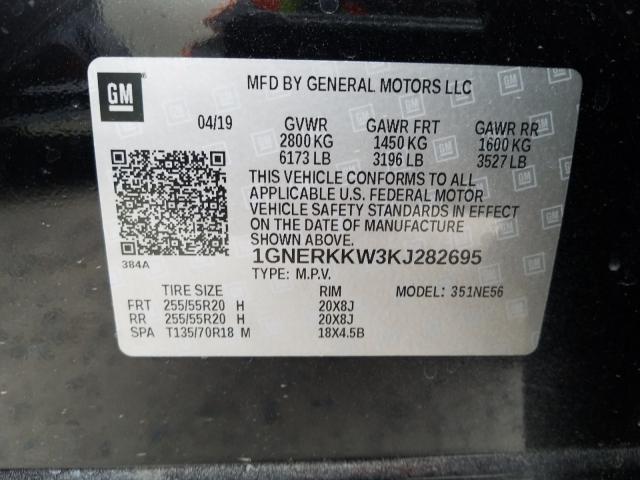 GM
MFD BY GENERAL MOTORS LLC
04/19 GVWR GAWR FRT GAWR RR
2800 KG 1450 KG 1600 KG
6173 LB 3196 LB 3527 LB
THIS VEHICLE CONFORMS TO ALL
APPLICABLE U.S. FEDERAL MOTOR
VEHICLE SAFETY STANDARDS IN EFFECT
ON THE DATE OF MANUFACTURE
SHOWN ABOVE.
1GNERKKW3KJ282695
384A
TYPE: M.P.V.
TIRE SIZE RIM MODEL: 351NE56
FRT 255/55R20 H 20X8J
RR 255/55R20 H 20X8J
SPA T135/70R18 M 18X4.5B